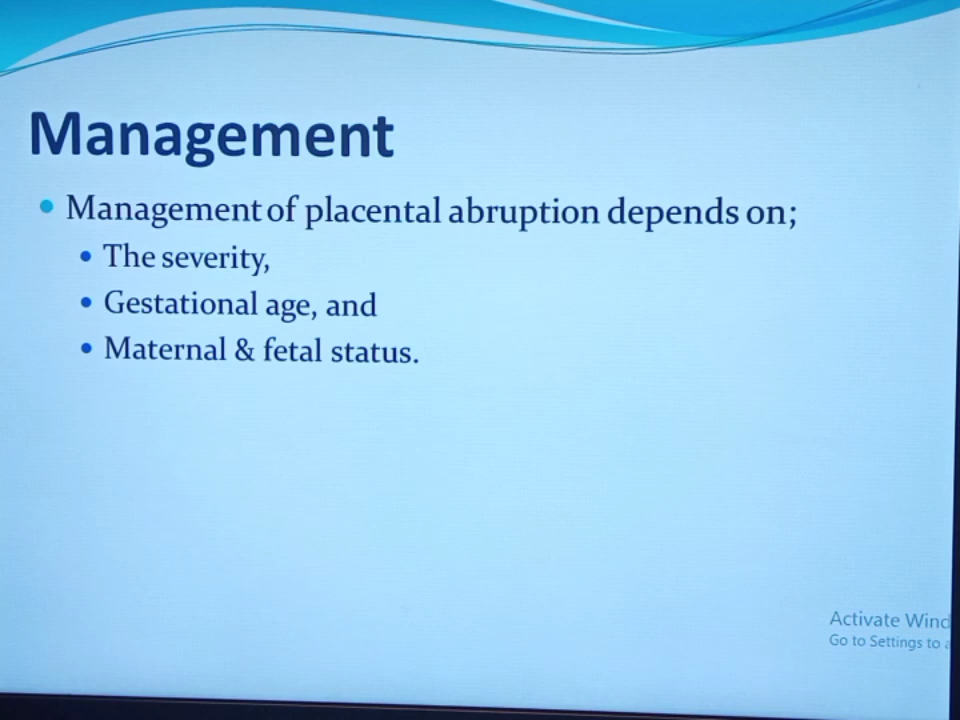 Management
• Management of placental abruption depends on;
• The severity,
• Gestational age, and
• Maternal & fetal status.
Activate Wind
Go to Settings to a